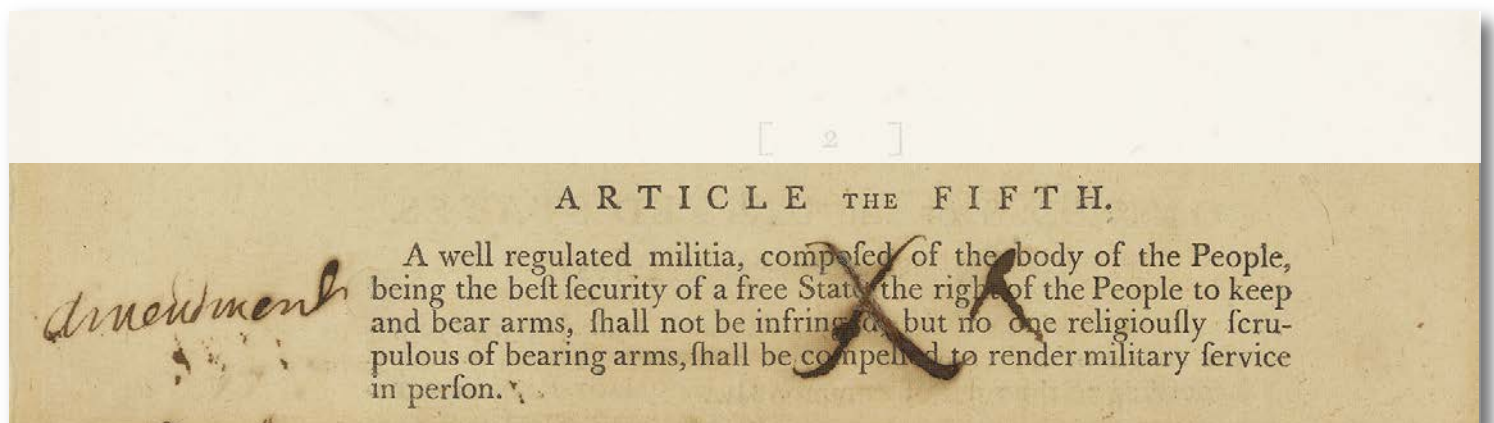 [ 2 ]
ARTICLE THE FIFTH.
A well regulated militia, compoſed of the body of the People,
amendment
being the beſt ſecurity of a free State, the right of the People to keep
and bear arms, ſhall not be infringed, but no one religiouſly ſcru-
pulous of bearing arms, ſhall be compelled to render military ſervice
in perſon.